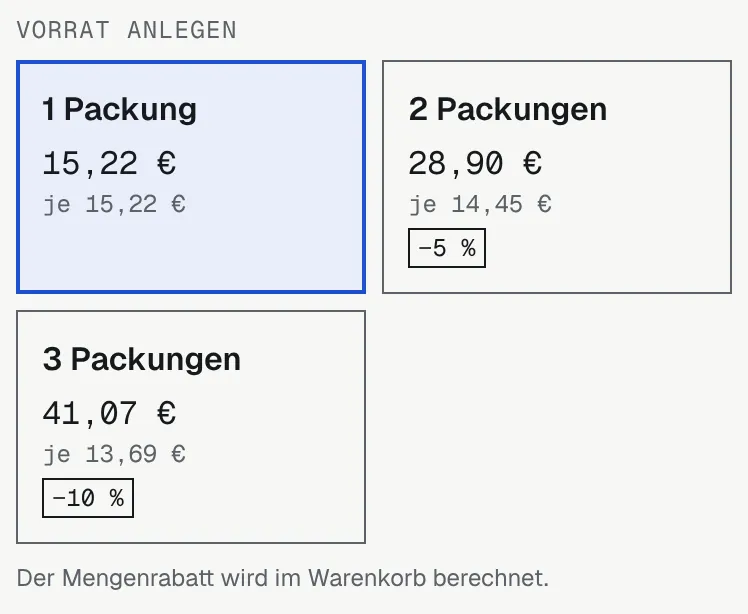 VORRAT ANLEGEN
1 Packung
15,22 €
je 15,22 €
2 Packungen
28,90 €
je 14,45 €
−5 %
3 Packungen
41,07 €
je 13,69 €
−10 %
Der Mengenrabatt wird im Warenkorb berechnet.